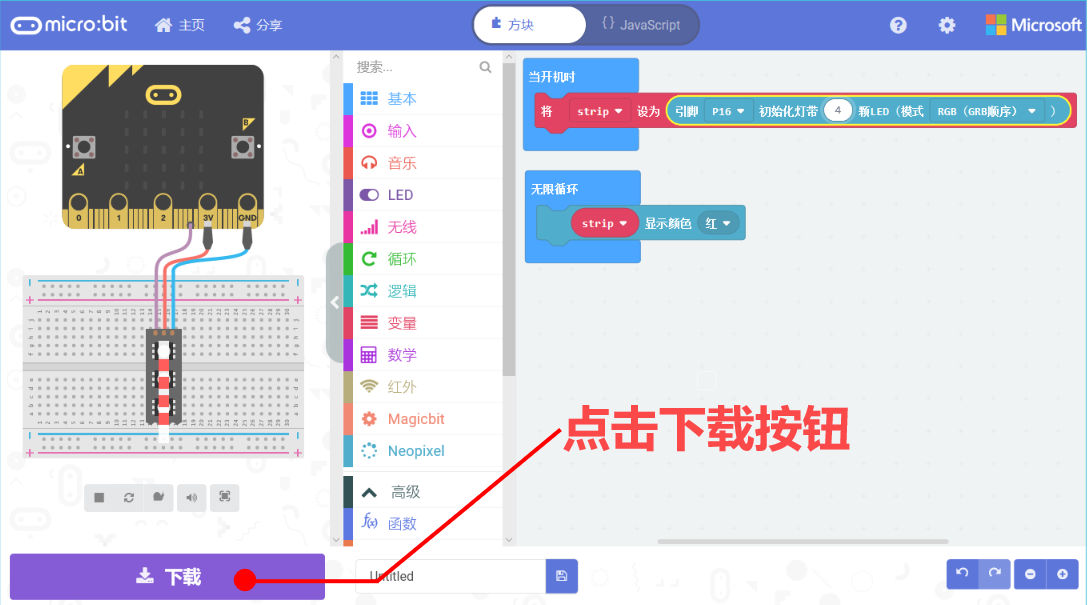 micro:bit 主页 分享 方块 {} JavaScript ? Microsoft
搜索...
基本
输入
音乐
LED
无线
循环
逻辑
变量
数学
红外
Magicbit
Neopixel
高级
f(x) 函数
B
A
0 1 2 3V GND
当开机时
将 strip 设为 引脚 P16 初始化灯带 4 颗LED（模式 RGB（GRB顺序） ）
无限循环
strip 显示颜色 红
点击下载按钮
下载
Untitled